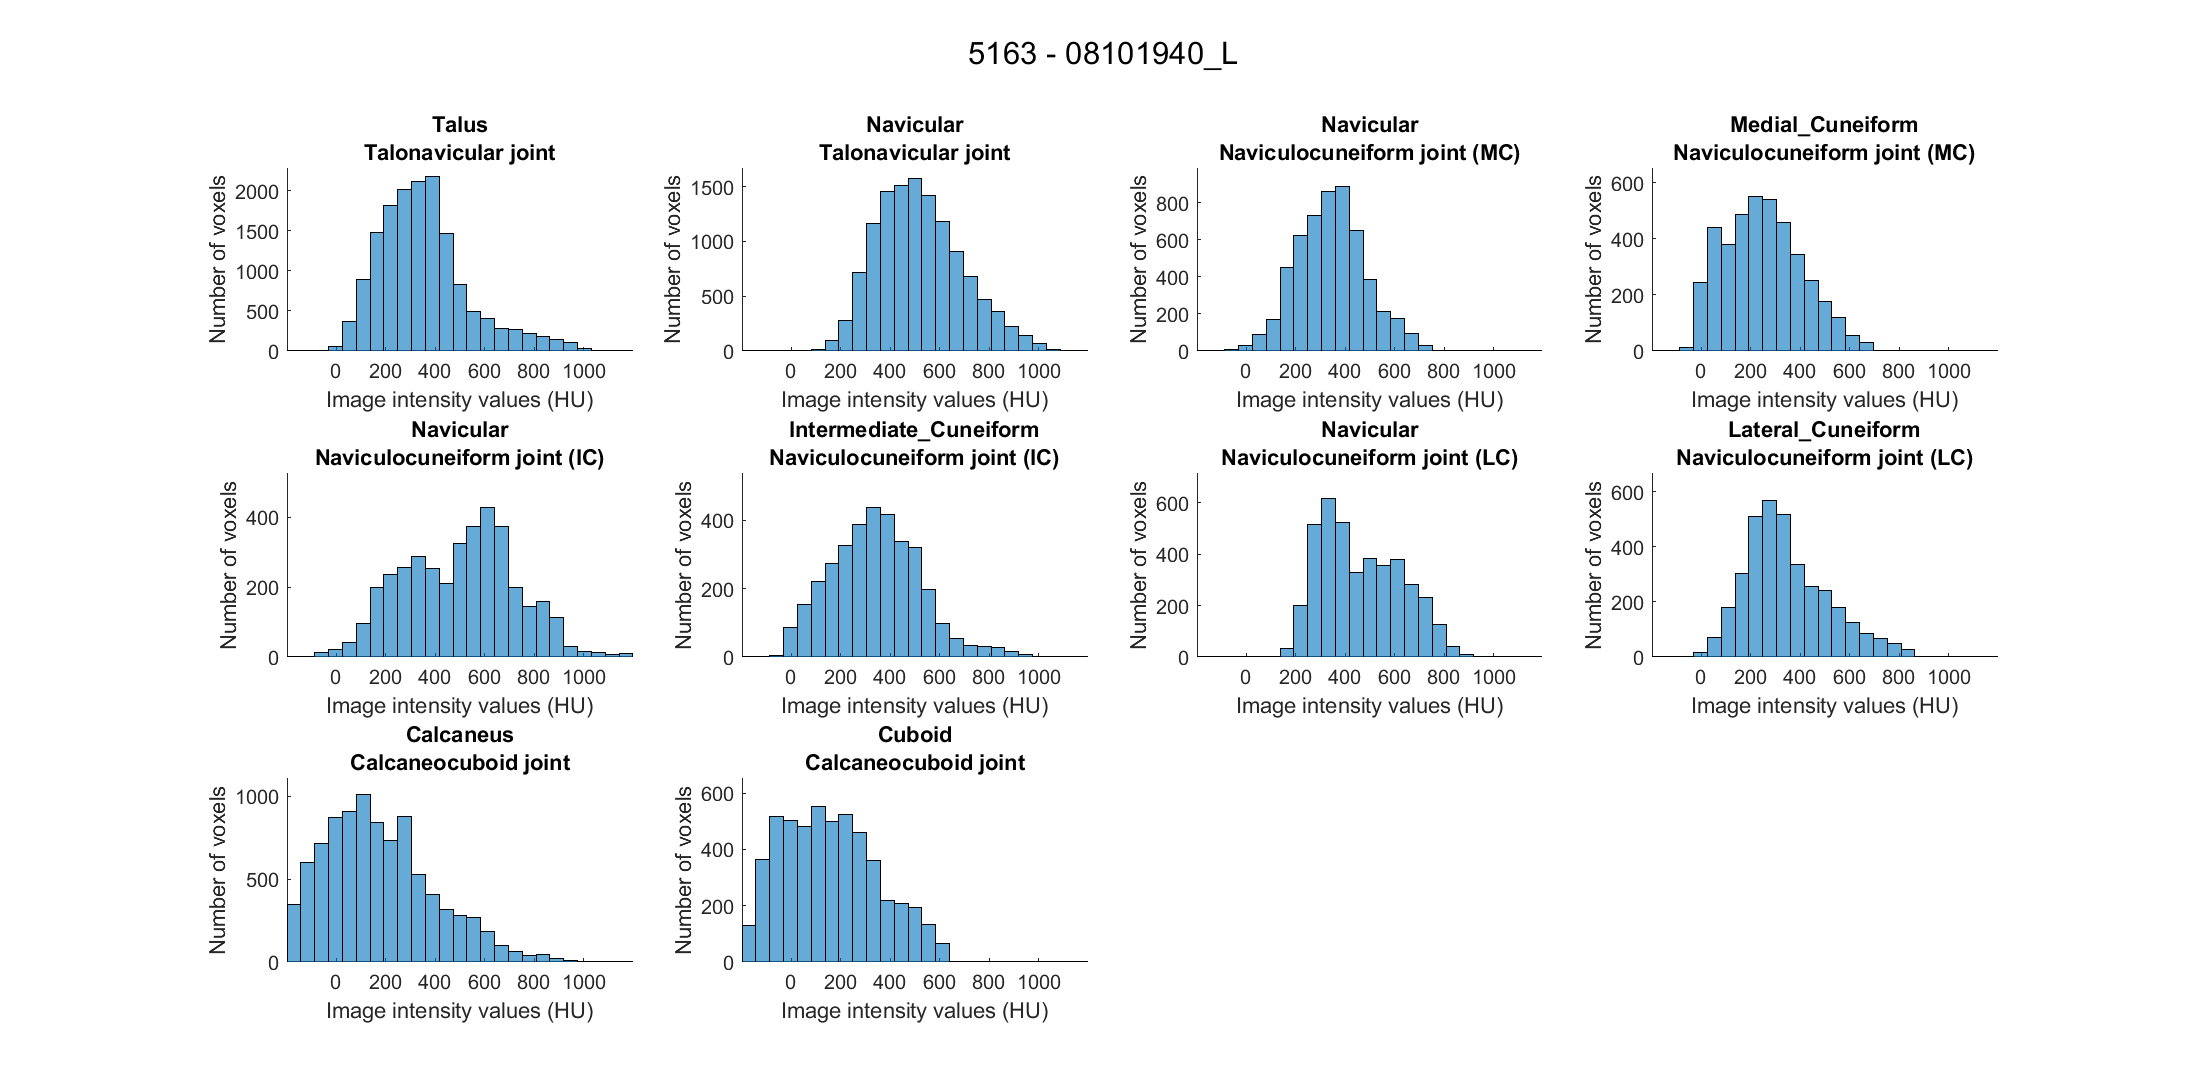 5163 - 08101940_L
Talus
Talonavicular joint
Number of voxels
2000
1500
1000
500
0
0 200 400 600 800 1000
Image intensity values (HU)
Navicular
Talonavicular joint
Number of voxels
1500
1000
500
0
0 200 400 600 800 1000
Image intensity values (HU)
Navicular
Naviculocuneiform joint (MC)
Number of voxels
800
600
400
200
0
0 200 400 600 800 1000
Image intensity values (HU)
Medial_Cuneiform
Naviculocuneiform joint (MC)
Number of voxels
600
400
200
0
0 200 400 600 800 1000
Image intensity values (HU)
Navicular
Naviculocuneiform joint (IC)
Number of voxels
400
200
0
0 200 400 600 800 1000
Image intensity values (HU)
Intermediate_Cuneiform
Naviculocuneiform joint (IC)
Number of voxels
400
200
0
0 200 400 600 800 1000
Image intensity values (HU)
Navicular
Naviculocuneiform joint (LC)
Number of voxels
600
400
200
0
0 200 400 600 800 1000
Image intensity values (HU)
Lateral_Cuneiform
Naviculocuneiform joint (LC)
Number of voxels
600
400
200
0
0 200 400 600 800 1000
Image intensity values (HU)
Calcaneus
Calcaneocuboid joint
Number of voxels
1000
500
0
0 200 400 600 800 1000
Image intensity values (HU)
Cuboid
Calcaneocuboid joint
Number of voxels
600
400
200
0
0 200 400 600 800 1000
Image intensity values (HU)